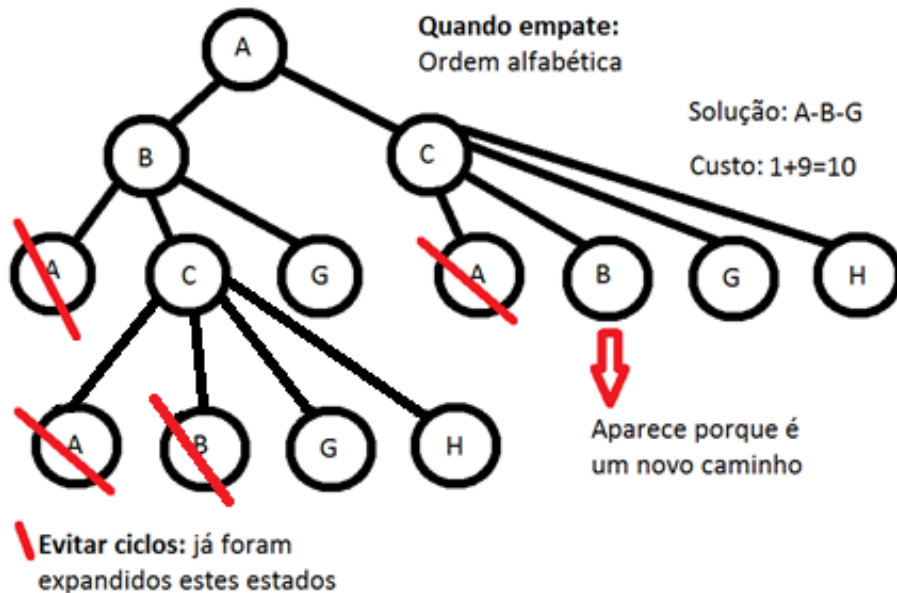 A
Quando empate:
Ordem alfabética
Solução: A-B-G
Custo: 1+9=10
B
C
A
C
G
A
B
G
H
A
B
G
H
Aparece porque é
um novo caminho
Evitar ciclos: já foram
expandidos estes estados